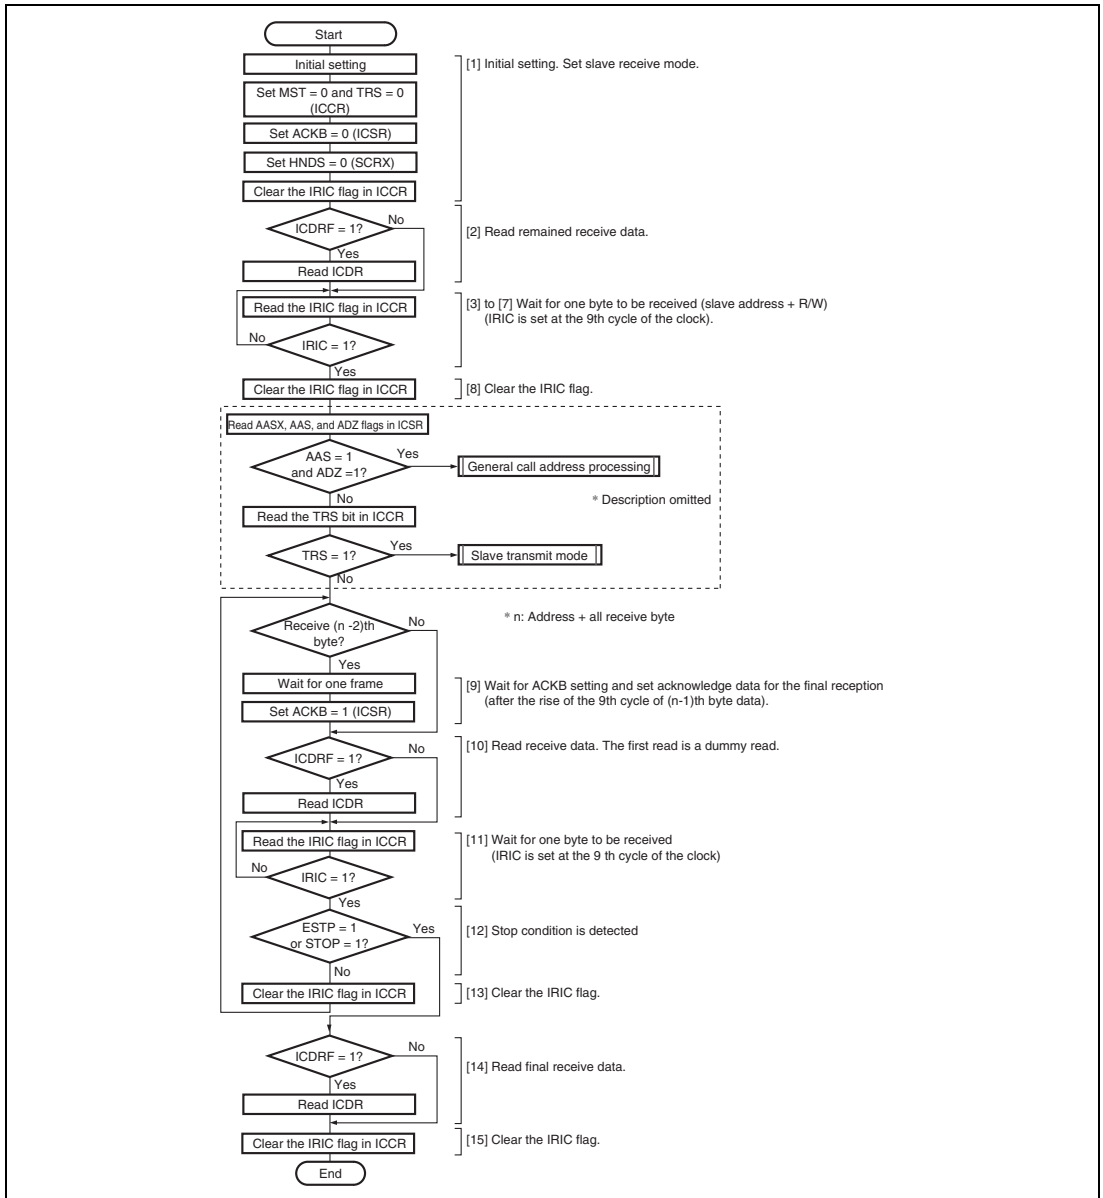 Start
Initial setting
[1] Initial setting. Set slave receive mode.
Set MST = 0 and TRS = 0
(ICCR)
Set ACKB = 0 (ICSR)
Set HNDS = 0 (SCRX)
Clear the IRIC flag in ICCR
ICDRF = 1?
No
[2] Read remained receive data.
Yes
Read ICDR
Read the IRIC flag in ICCR
[3] to [7] Wait for one byte to be received (slave address + R/W)
(IRIC is set at the 9th cycle of the clock).
No
IRIC = 1?
Yes
Clear the IRIC flag in ICCR
[8] Clear the IRIC flag.
Read AASX, AAS, and ADZ flags in ICSR
AAS = 1
and ADZ =1?
Yes
General call address processing
No
* Description omitted
Read the TRS bit in ICCR
TRS = 1?
Yes
Slave transmit mode
No
* n: Address + all receive byte
Receive (n -2)th
byte?
No
Yes
Wait for one frame
[9] Wait for ACKB setting and set acknowledge data for the final reception
(after the rise of the 9th cycle of (n-1)th byte data).
Set ACKB = 1 (ICSR)
ICDRF = 1?
No
[10] Read receive data. The first read is a dummy read.
Yes
Read ICDR
Read the IRIC flag in ICCR
[11] Wait for one byte to be received
(IRIC is set at the 9 th cycle of the clock)
No
IRIC = 1?
Yes
ESTP = 1
or STOP = 1?
Yes
[12] Stop condition is detected
No
Clear the IRIC flag in ICCR
[13] Clear the IRIC flag.
ICDRF = 1?
No
[14] Read final receive data.
Yes
Read ICDR
Clear the IRIC flag in ICCR
[15] Clear the IRIC flag.
End